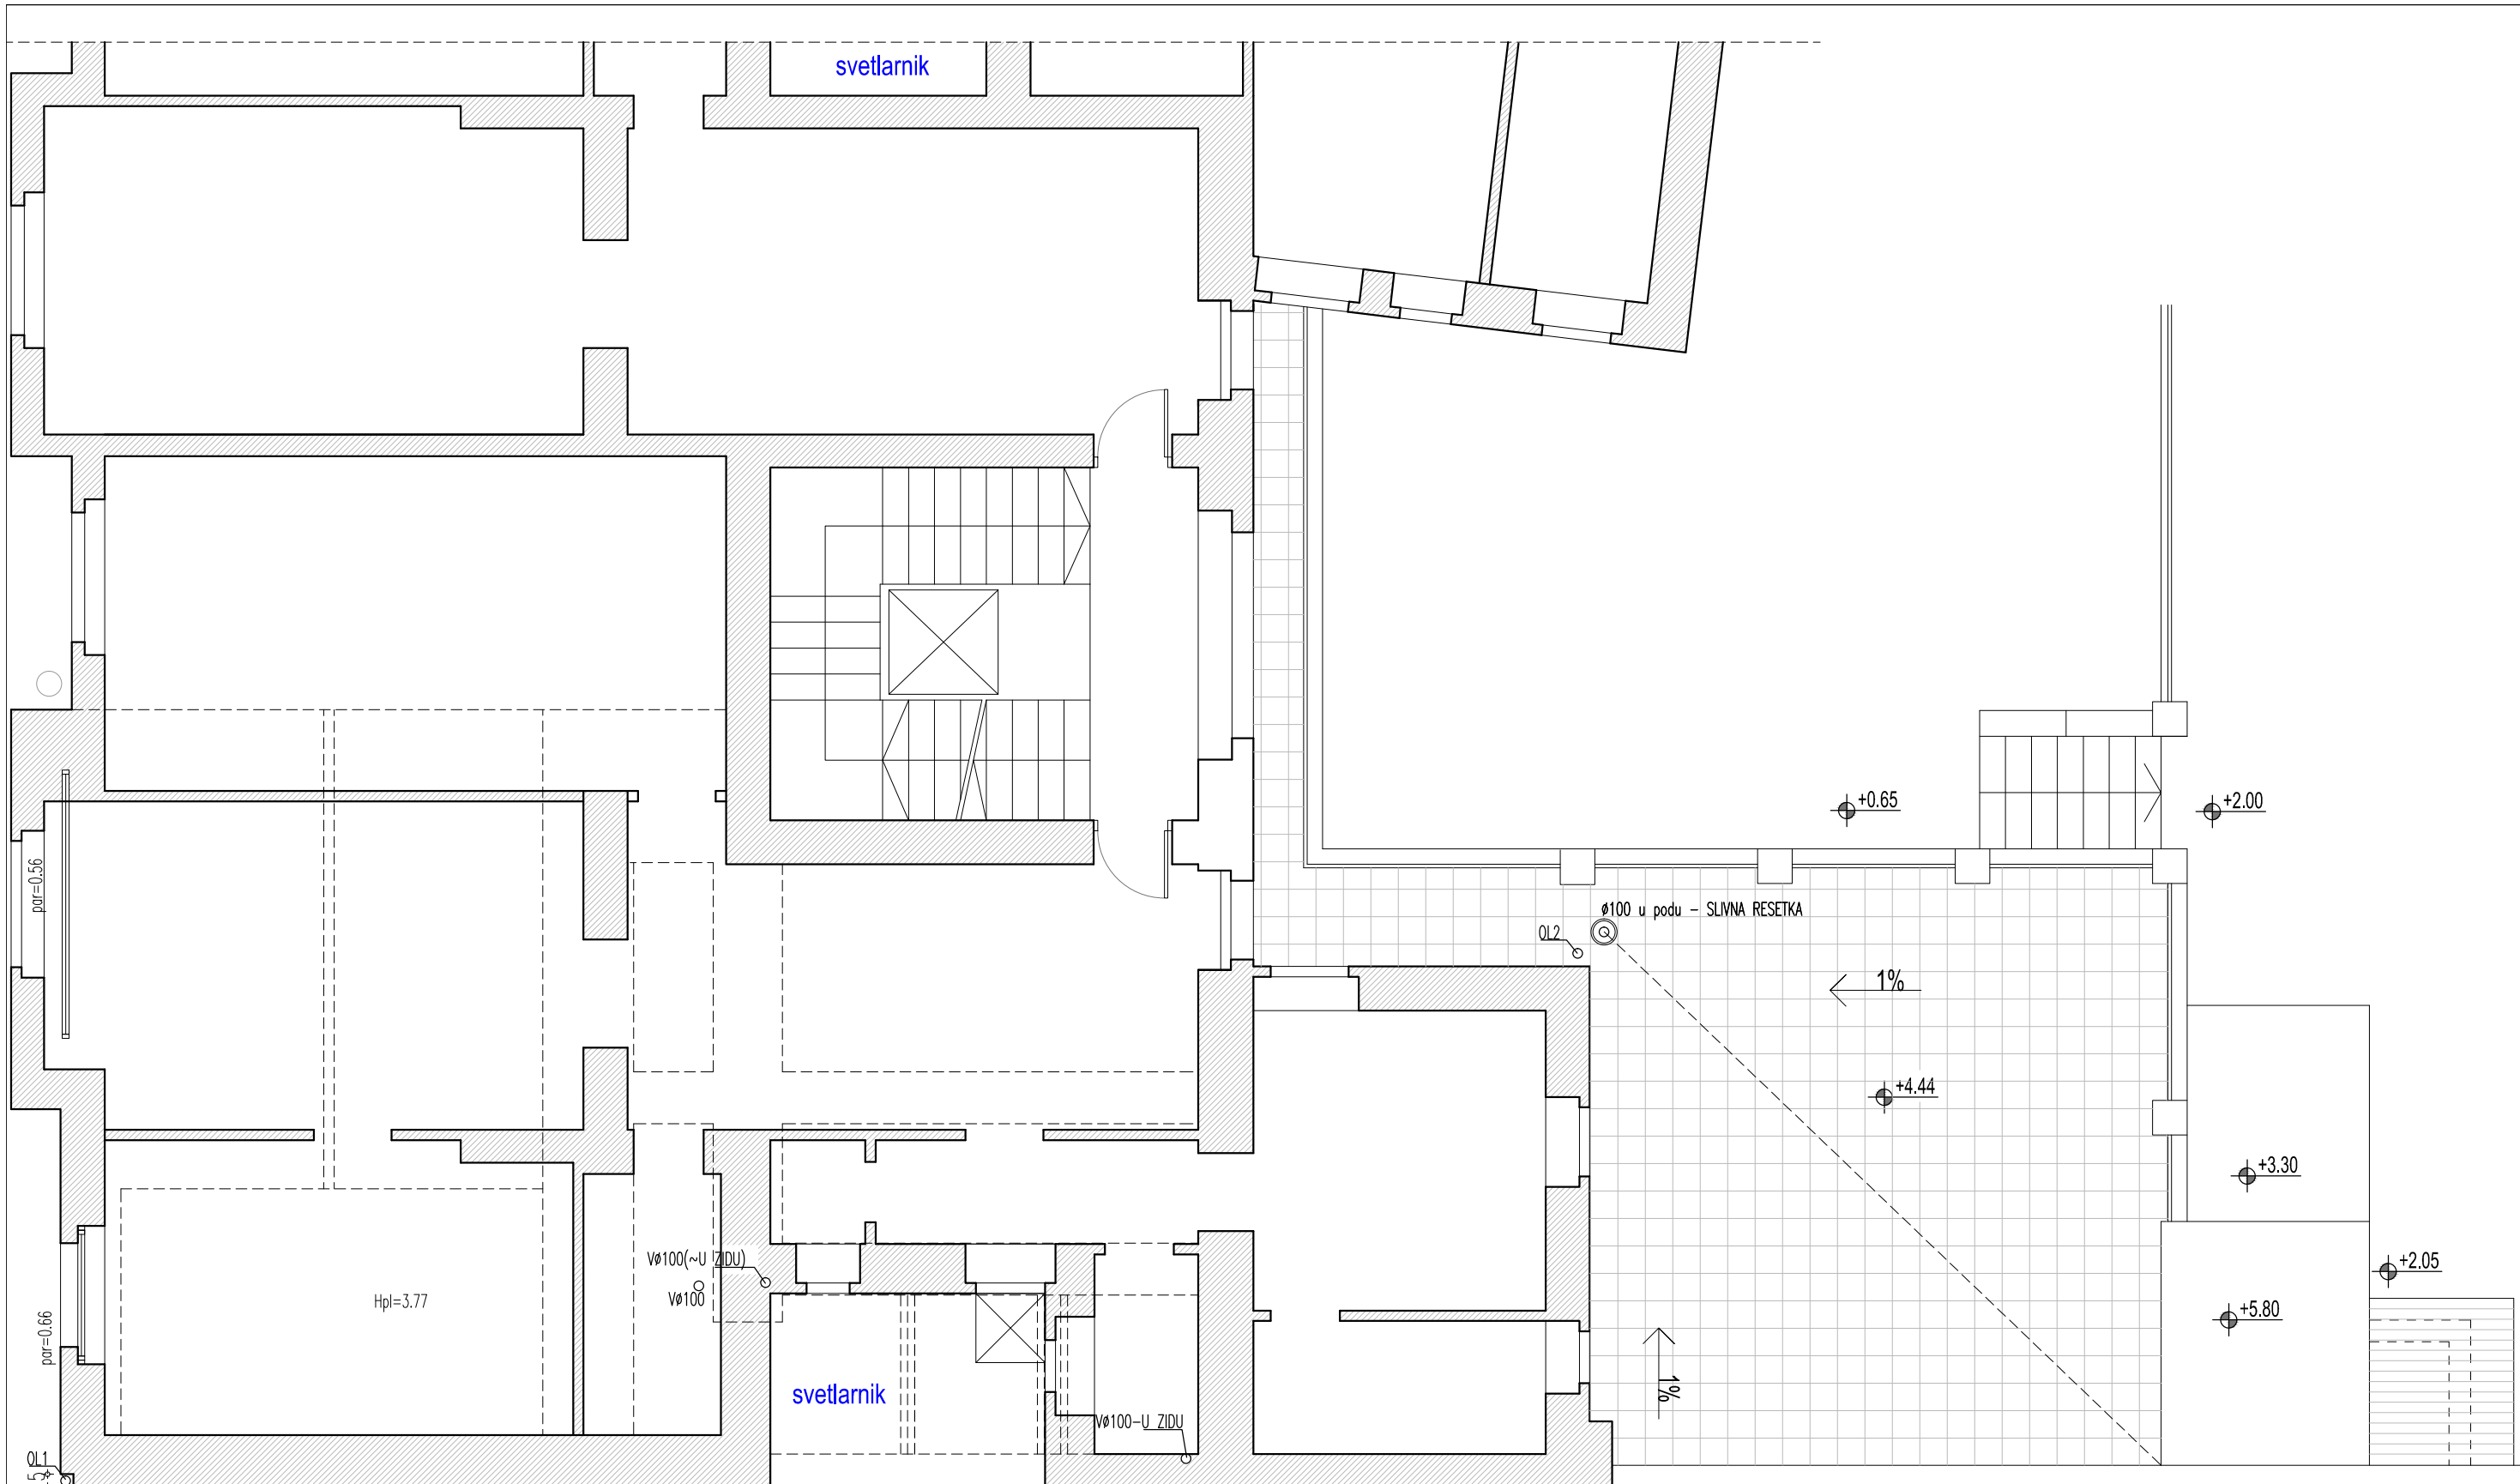 svetlarnik
+0.65
+2.00
par=0.56
ø100 u podu - SLIVNA RESETKA
OL2
1%
+4.44
+3.30
Vø100(~U ZIDU)
+2.05
Vø100
Hpl=3.77
+5.80
par=0.66
1%
svetlarnik
Vø100-U ZIDU
OL1